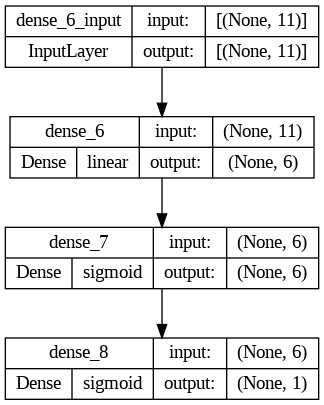 dense_6_input input: [(None, 11)]
InputLayer output: [(None, 11)]
dense_6 input: (None, 11)
Dense linear output: (None, 6)
dense_7 input: (None, 6)
Dense sigmoid output: (None, 6)
dense_8 input: (None, 6)
Dense sigmoid output: (None, 1)